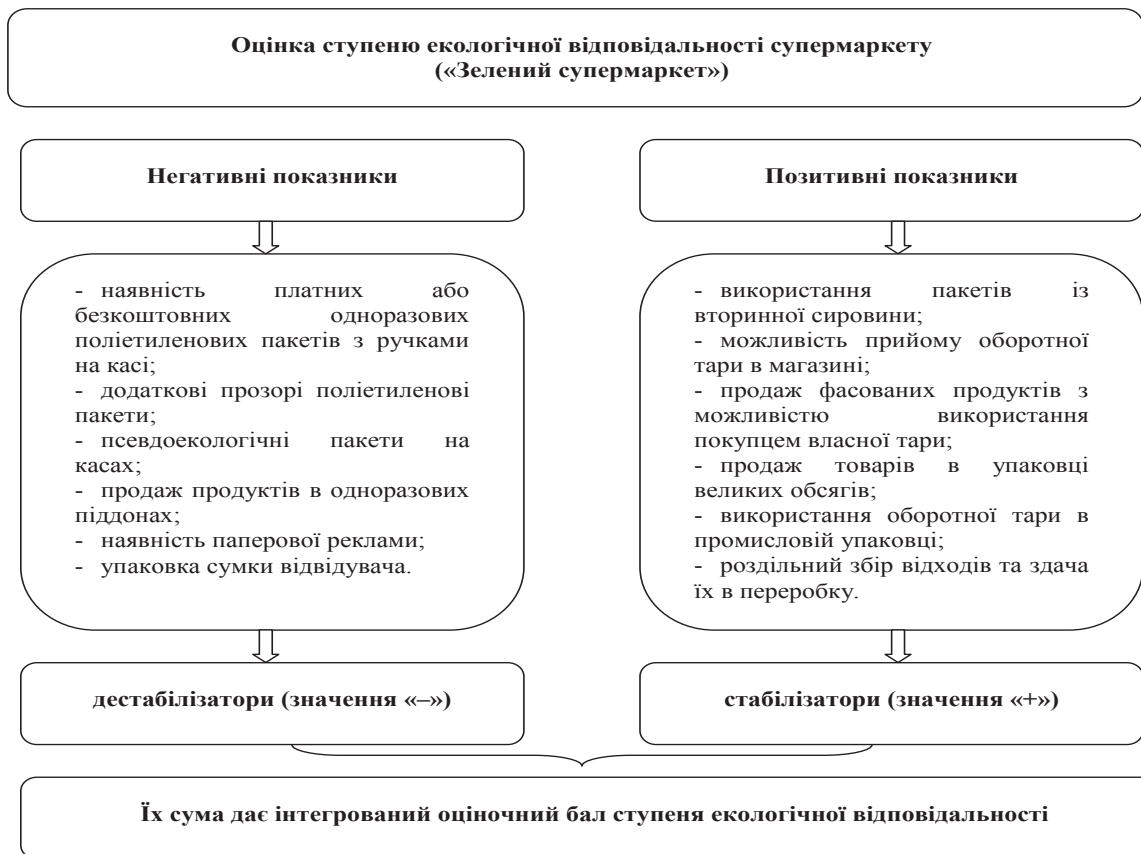 Оцінка ступеню екологічної відповідальності супермаркету
(«Зелений супермаркет»)
Негативні показники
- наявність платних або
безкоштовних одноразових
поліетиленових пакетів з ручками
на касі;
- додаткові прозорі поліетиленові
пакети;
- псевдоекологічні пакети на
касах;
- продаж продуктів в одноразових
піддонах;
- наявність паперової реклами;
- упаковка сумки відвідувача.
дестабілізатори (значення «–»)
Позитивні показники
- використання пакетів із
вторинної сировини;
- можливість прийому оборотної
тари в магазині;
- продаж фасованих продуктів з
можливістю використання
покупцем власної тари;
- продаж товарів в упаковці
великих обсягів;
- використання оборотної тари в
промисловій упаковці;
- роздільний збір відходів та здача
їх в переробку.
стабілізатори (значення «+»)
Їх сума дає інтегрований оціночний бал ступеня екологічної відповідальності